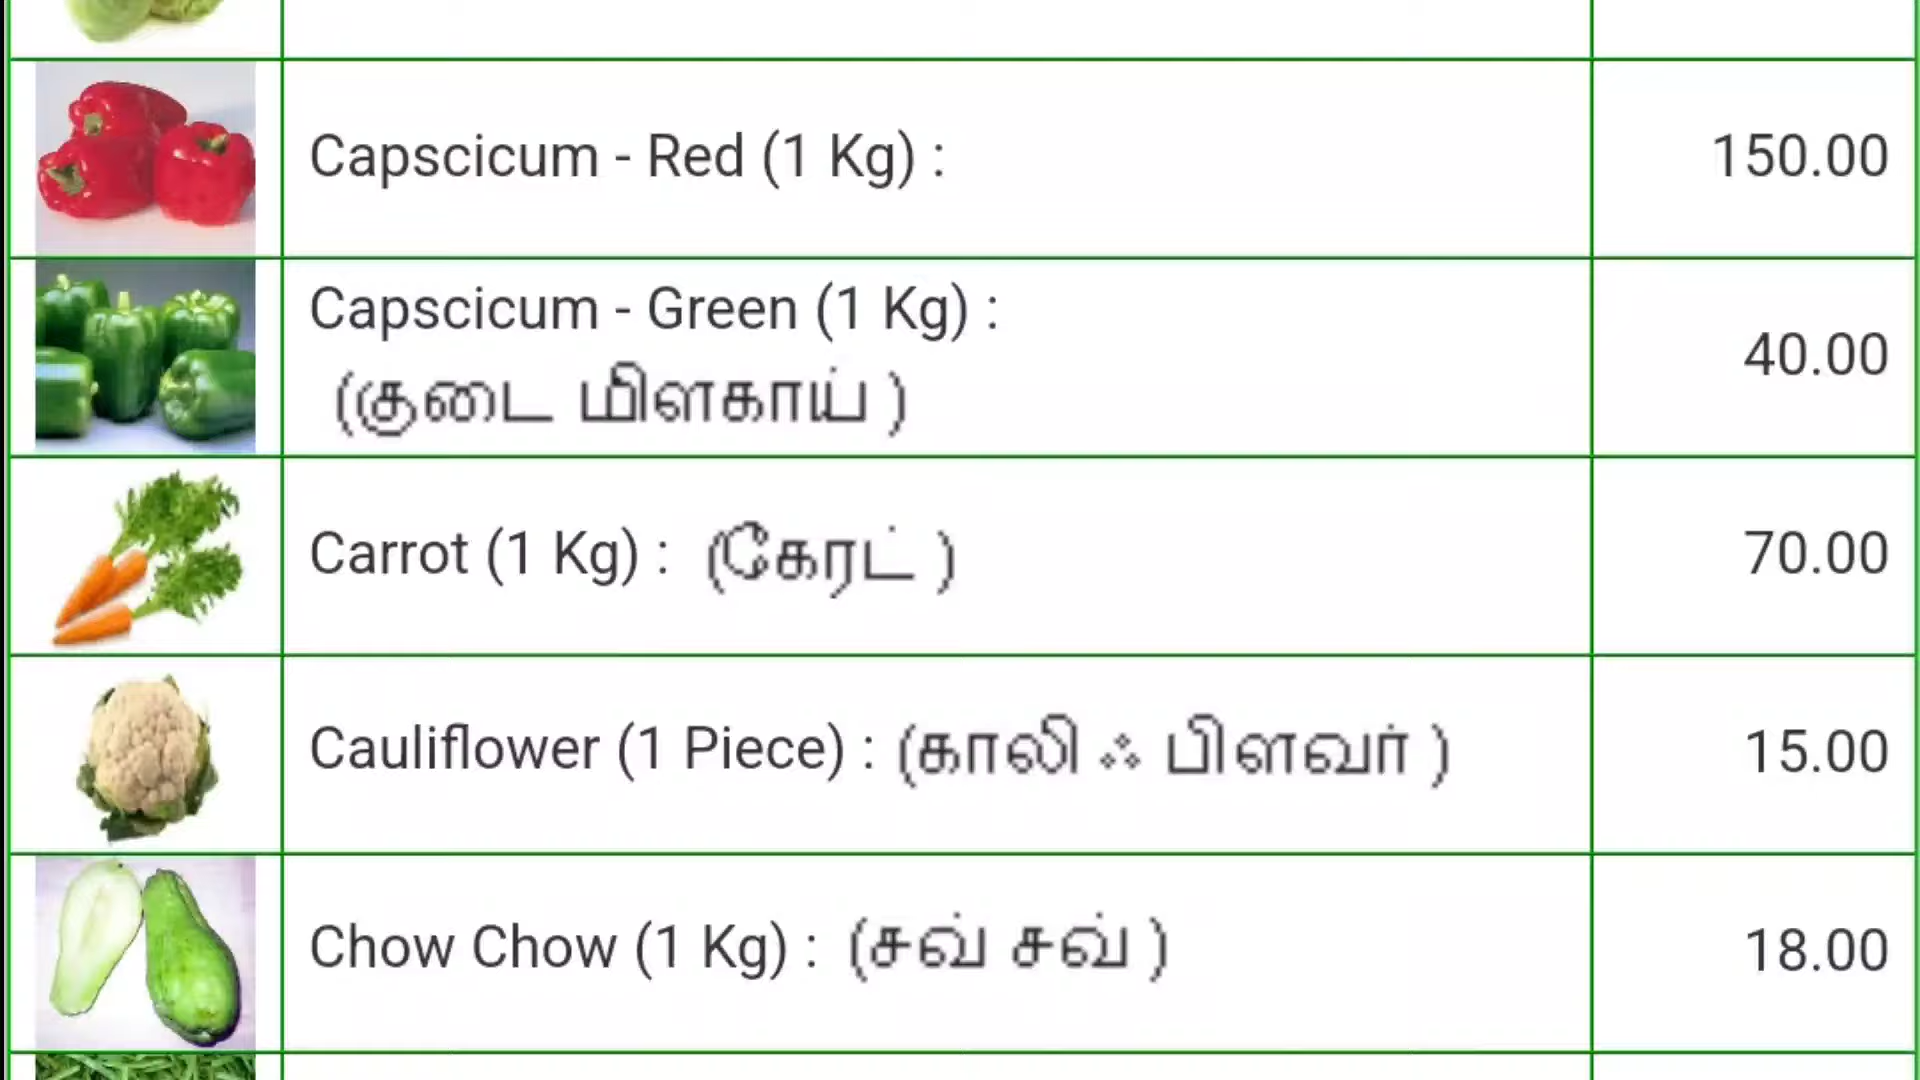 Capscicum - Red (1 Kg) : 150.00
Capscicum - Green (1 Kg) :
(குடை மிளகாய் ) 40.00
Carrot (1 Kg) : (கேரட் ) 70.00
Cauliflower (1 Piece) : (காலி ஃ பிளவர் ) 15.00
Chow Chow (1 Kg) : (சவ் சவ் ) 18.00